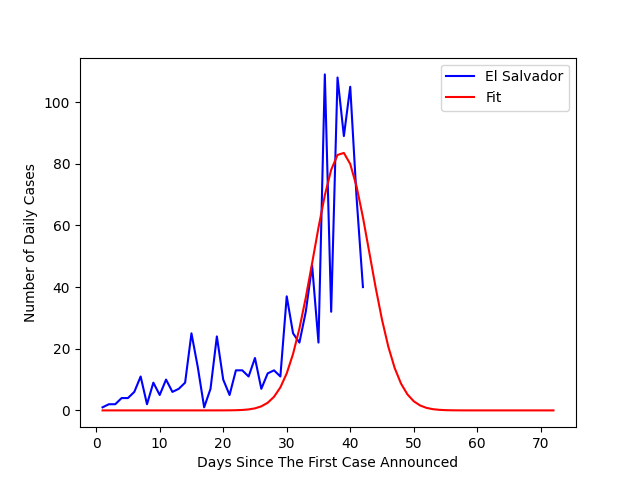 El Salvador
Fit
100
80
60
40
20
0
Number of Daily Cases
0 10 20 30 40 50 60 70
Days Since The First Case Announced